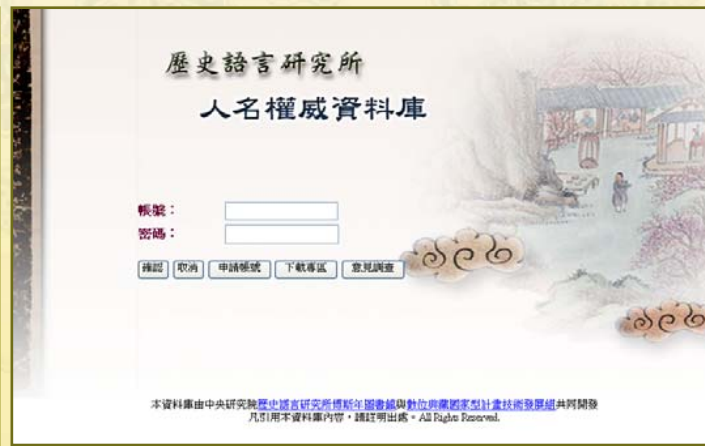 歷史語言研究所
人名權威資料庫
帳號：
密碼：
確認 取消 申請帳號 下載專區 意見調查
本資料庫由中央研究院歷史語言研究所傅斯年圖書館與數位典藏國家型計畫技術發展組共同開發
凡引用本資料庫內容，請註明出處。All Rights Reserved.